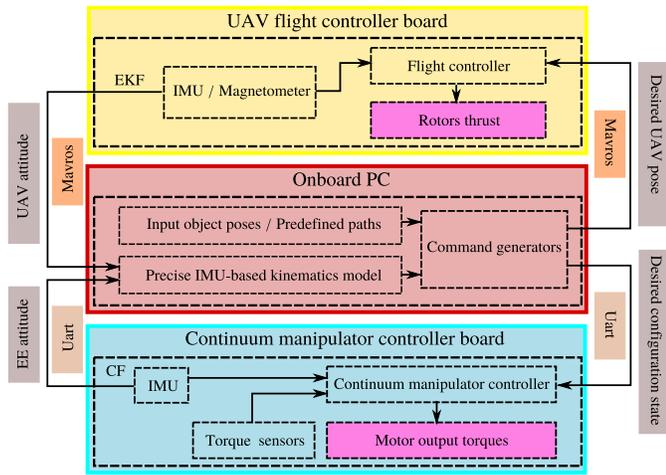 UAV flight controller board
EKF
IMU / Magnetometer
Flight controller
Rotors thrust
UAV attitude
Mavros
Mavros
Desired UAV pose
Onboard PC
Input object poses / Predefined paths
Precise IMU-based kinematics model
Command generators
EE attitude
Uart
Uart
Desired configuration state
Continuum manipulator controller board
CF
IMU
Continuum manipulator controller
Torque sensors
Motor output torques